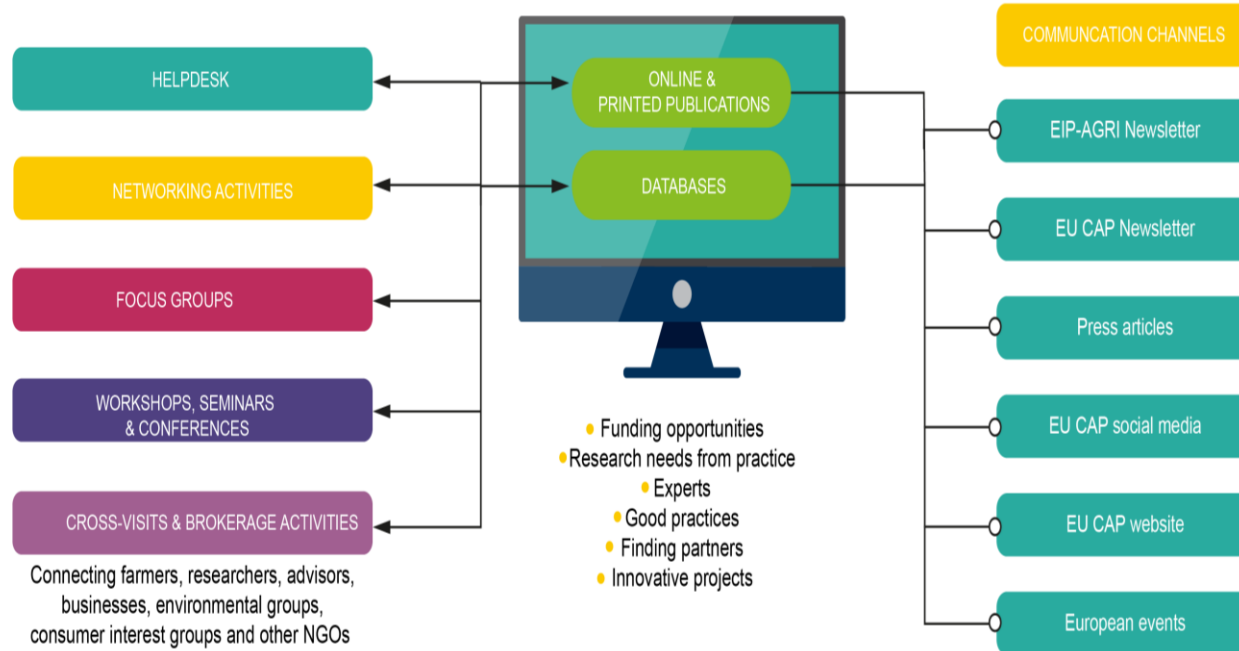 HELPDESK
NETWORKING ACTIVITIES
FOCUS GROUPS
WORKSHOPS, SEMINARS
& CONFERENCES
CROSS-VISITS & BROKERAGE ACTIVITIES
Connecting farmers, researchers, advisors,
businesses, environmental groups,
consumer interest groups and other NGOs
ONLINE &
PRINTED PUBLICATIONS
DATABASES
• Funding opportunities
• Research needs from practice
• Experts
• Good practices
• Finding partners
• Innovative projects
COMMUNCATION CHANNELS
EIP-AGRI Newsletter
EU CAP Newsletter
Press articles
EU CAP social media
EU CAP website
European events